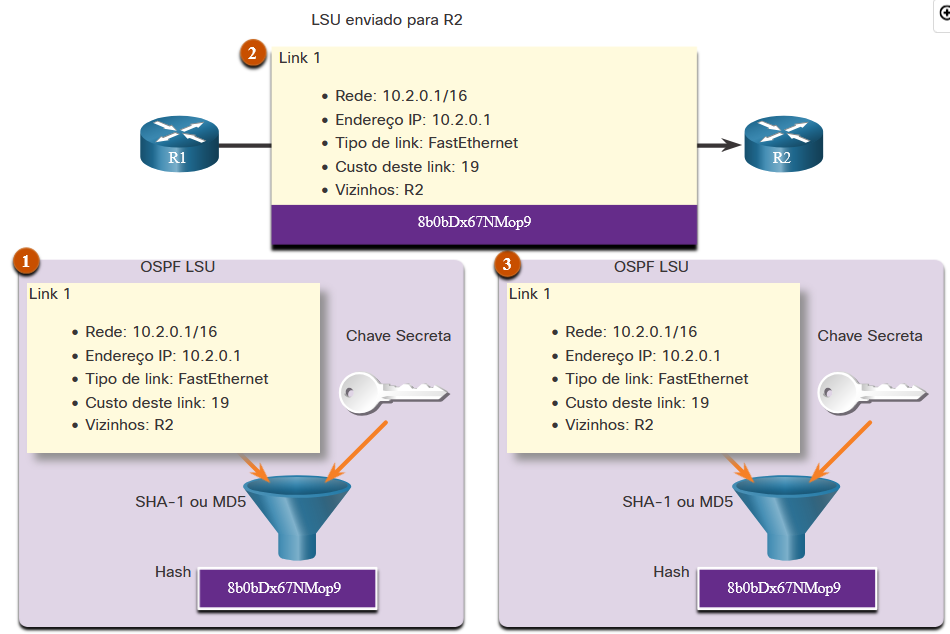 LSU enviado para R2
2
Link 1
• Rede: 10.2.0.1/16
• Endereço IP: 10.2.0.1
• Tipo de link: FastEthernet
• Custo deste link: 19
• Vizinhos: R2
R1
R2
8b0bDx67NMop9
1
OSPF LSU
Link 1
• Rede: 10.2.0.1/16
• Endereço IP: 10.2.0.1
• Tipo de link: FastEthernet
• Custo deste link: 19
• Vizinhos: R2
Chave Secreta
SHA-1 ou MD5
Hash
8b0bDx67NMop9
3
OSPF LSU
Link 1
• Rede: 10.2.0.1/16
• Endereço IP: 10.2.0.1
• Tipo de link: FastEthernet
• Custo deste link: 19
• Vizinhos: R2
Chave Secreta
SHA-1 ou MD5
Hash
8b0bDx67NMop9